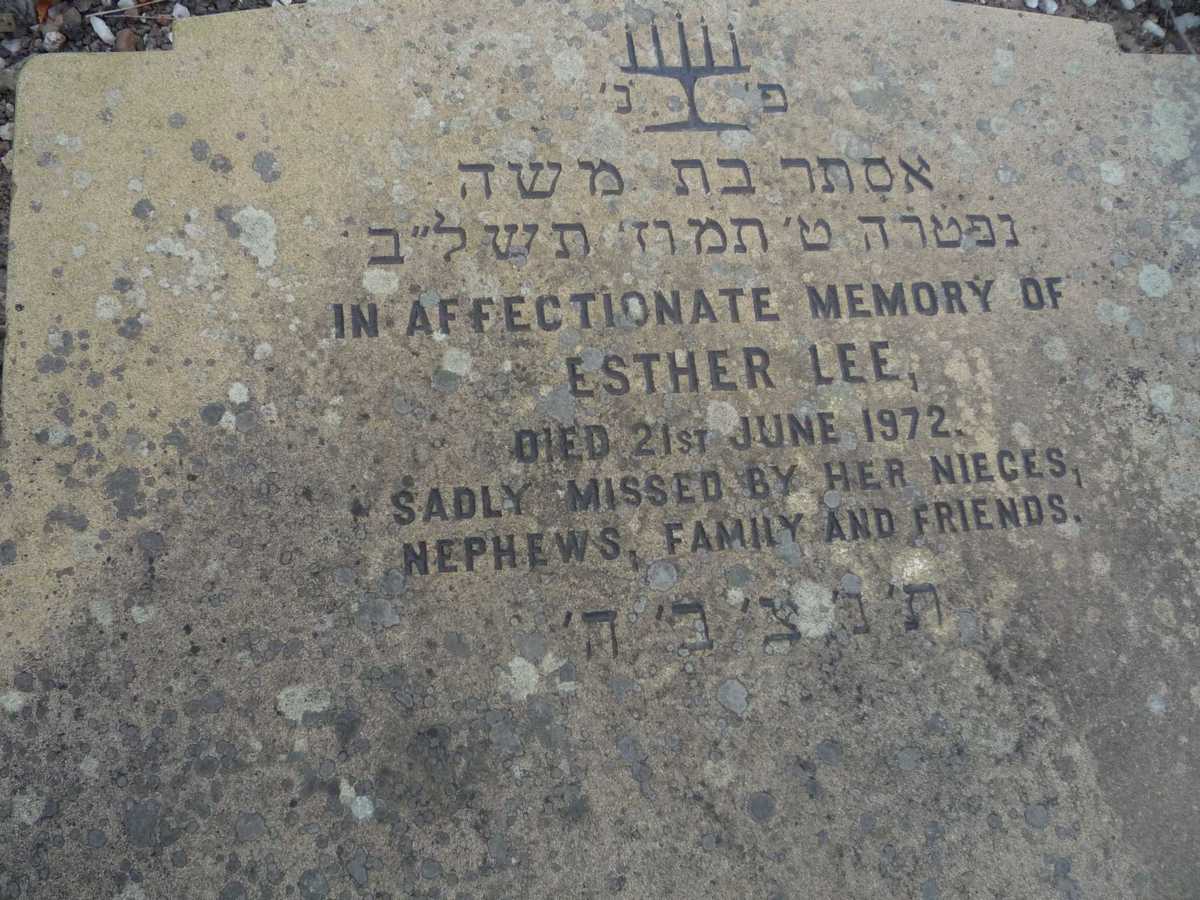 פ׳ נ׳
אסתר בת משה
נפטרה ט׳ תמוז׳ תשל״ב
IN AFFECTIONATE MEMORY OF
ESTHER LEE,
DIED 21ST JUNE 1972.
SADLY MISSED BY HER NIECES,
NEPHEWS, FAMILY AND FRIENDS.
ת׳ נ׳ צ׳ ב׳ ה׳